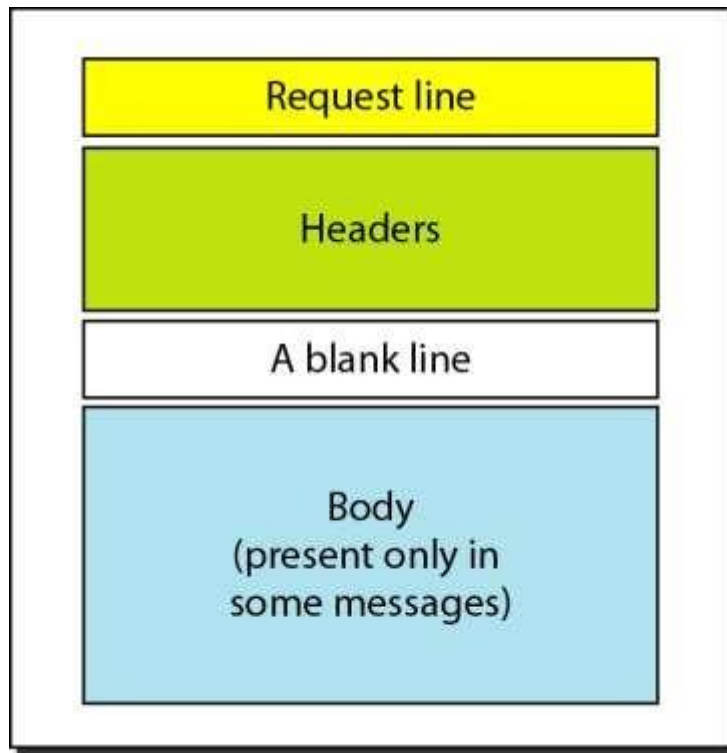 Request line
Headers
A blank line
Body
(present only in
some messages)